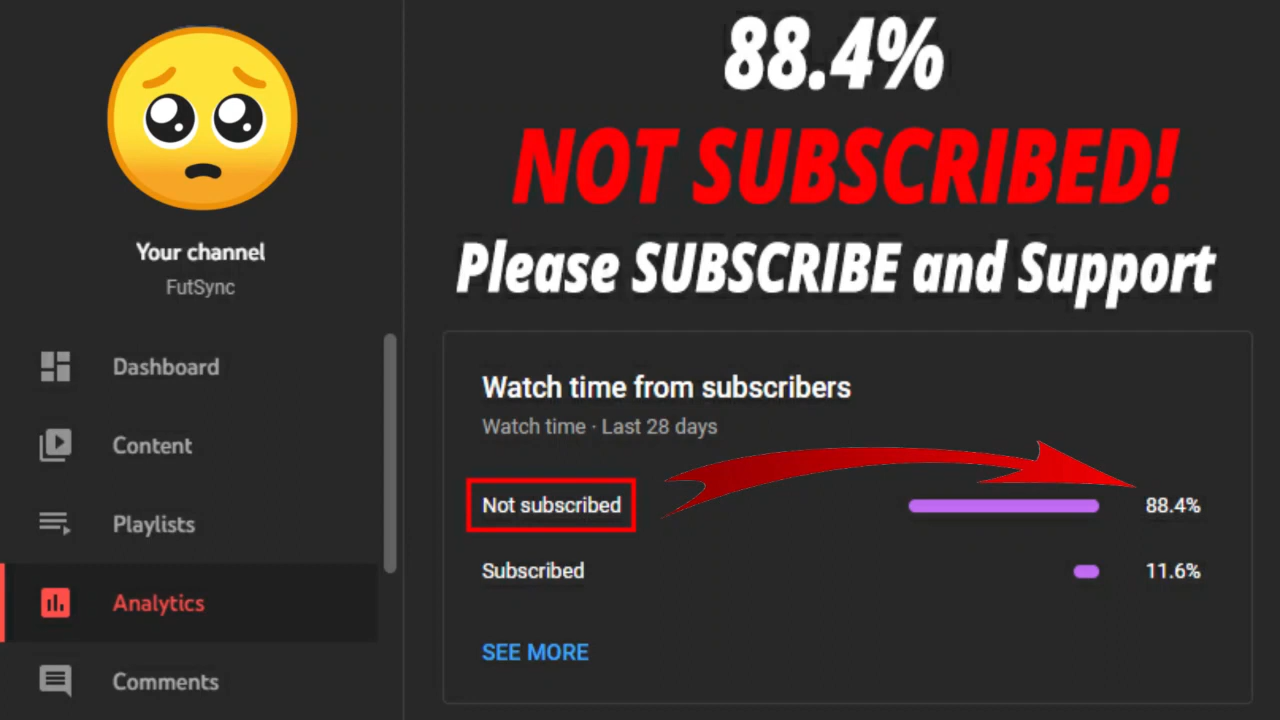 88.4%
NOT SUBSCRIBED!
Please SUBSCRIBE and Support
Your channel
FutSync
Dashboard
Content
Playlists
Analytics
Comments
Watch time from subscribers
Watch time · Last 28 days
Not subscribed 88.4%
Subscribed 11.6%
SEE MORE